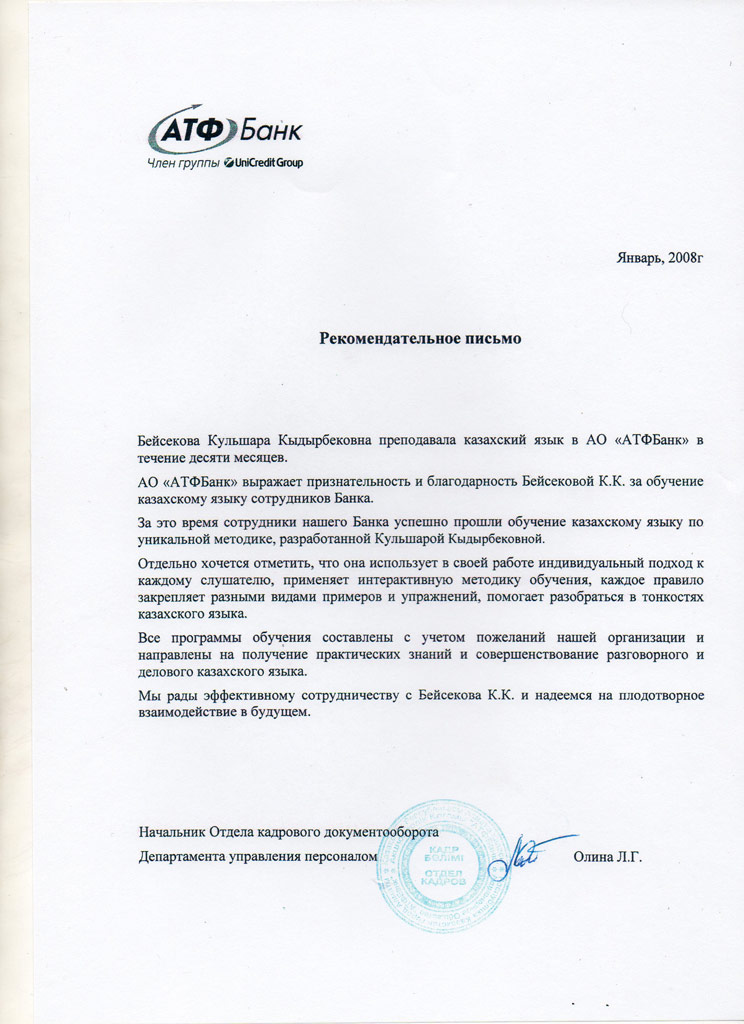 АТФ Банк
Член группы UniCredit Group
Январь, 2008г
Рекомендательное письмо
Бейсекова Кульшара Кыдырбековна преподавала казахский язык в АО «АТФБанк» в
течение десяти месяцев.
АО «АТФБанк» выражает признательность и благодарность Бейсековой К.К. за обучение
казахскому языку сотрудников Банка.
За это время сотрудники нашего Банка успешно прошли обучение казахскому языку по
уникальной методике, разработанной Кульшарой Кыдырбековной.
Отдельно хочется отметить, что она использует в своей работе индивидуальный подход к
каждому слушателю, применяет интерактивную методику обучения, каждое правило
закрепляет разными видами примеров и упражнений, помогает разобраться в тонкостях
казахского языка.
Все программы обучения составлены с учетом пожеланий нашей организации и
направлены на получение практических знаний и совершенствование разговорного и
делового казахского языка.
Мы рады эффективному сотрудничеству с Бейсекова К.К. и надеемся на плодотворное
взаимодействие в будущем.
Начальник Отдела кадрового документооборота
Департамента управления персоналом
Олина Л.Г.
КАДР
БӨЛІМІ
ОТДЕЛ
КАДРОВ